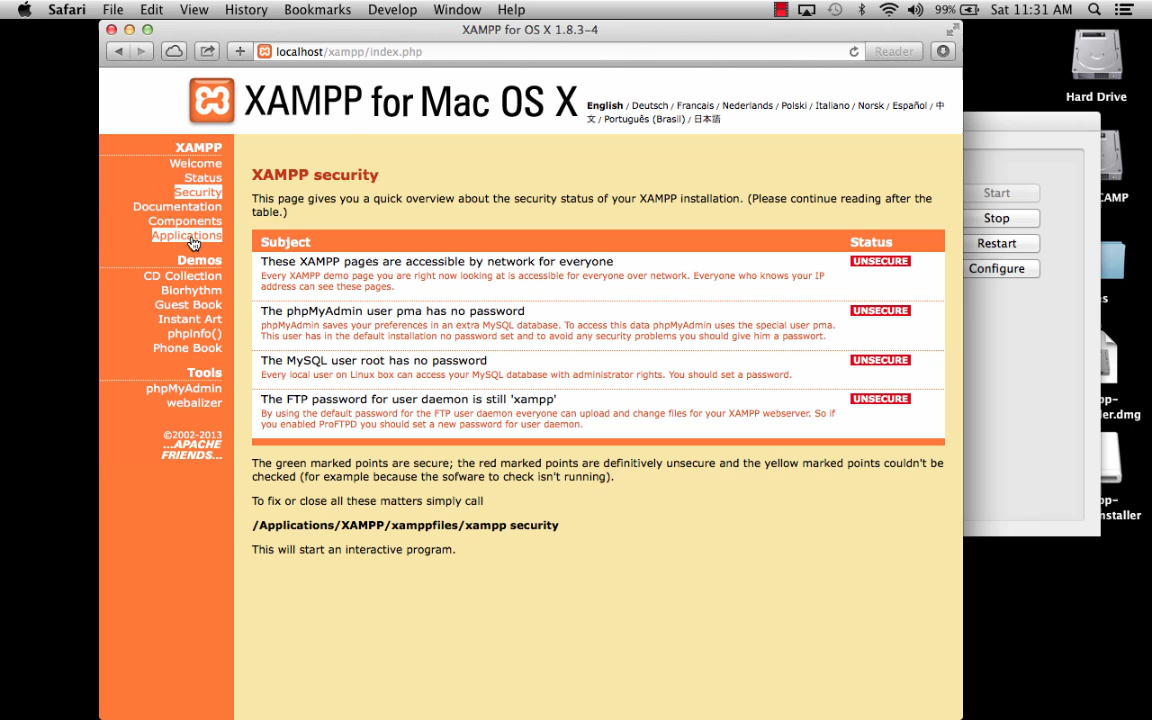 Safari File Edit View History Bookmarks Develop Window Help 99% Sat 11:31 AM
XAMPP for OS X 1.8.3-4
localhost/xampp/index.php
Reader
XAMPP for Mac OS X
English / Deutsch / Francais / Nederlands / Polski / Italiano / Norsk / Español / 中
文 / Português (Brasil) / 日本語
XAMPP
Welcome
Status
Security
Documentation
Components
Applications
Demos
CD Collection
Biorhythm
Guest Book
Instant Art
phpinfo()
Phone Book
Tools
phpMyAdmin
webalizer
©2002-2013
...APACHE
FRIENDS...
XAMPP security
This page gives you a quick overview about the security status of your XAMPP installation. (Please continue reading after the
table.)
Subject Status
These XAMPP pages are accessible by network for everyone UNSECURE
Every XAMPP demo page you are right now looking at is accessible for everyone over network. Everyone who knows your IP
address can see these pages.
The phpMyAdmin user pma has no password UNSECURE
phpMyAdmin saves your preferences in an extra MySQL database. To access this data phpMyAdmin uses the special user pma.
This user has in the default installation no password set and to avoid any security problems you should give him a passwort.
The MySQL user root has no password UNSECURE
Every local user on Linux box can access your MySQL database with administrator rights. You should set a password.
The FTP password for user daemon is still 'xampp' UNSECURE
By using the default password for the FTP user daemon everyone can upload and change files for your XAMPP webserver. So if
you enabled ProFTPD you should set a new password for user daemon.
The green marked points are secure; the red marked points are definitively unsecure and the yellow marked points couldn't be
checked (for example because the sofware to check isn't running).
To fix or close all these matters simply call
/Applications/XAMPP/xamppfiles/xampp security
This will start an interactive program.
Start
Stop
Restart
Configure
Hard Drive
CAMP
s
pp-
ler.dmg
pp-
nstaller